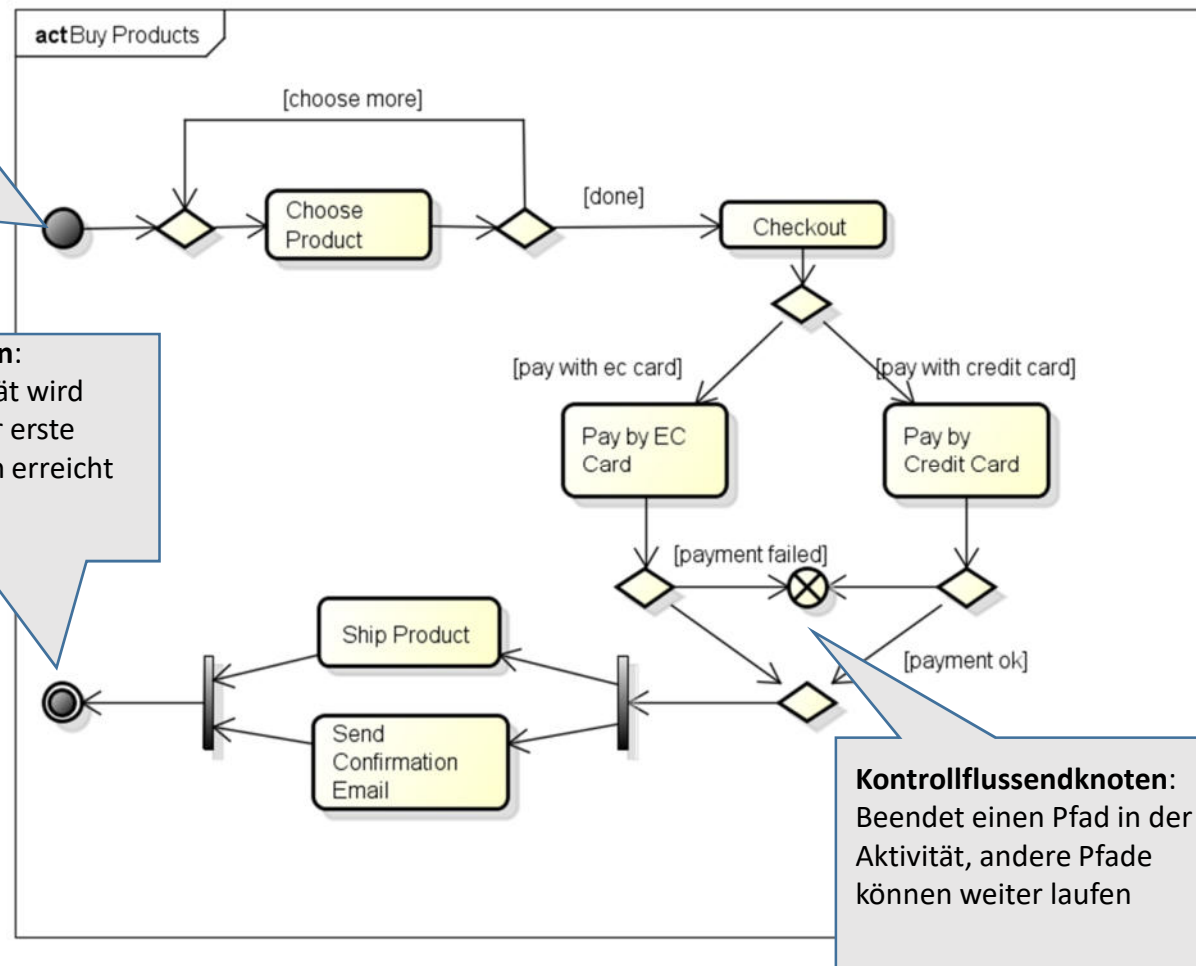 act Buy Products
[choose more]
[done]
Choose
Product
Checkout
:
wird
erste
erreicht
[pay with ec card]
[pay with credit card]
Pay by EC
Card
Pay by
Credit Card
[payment failed]
Ship Product
[payment ok]
Send
Confirmation
Email
Kontrollflussendknoten:
Beendet einen Pfad in der
Aktivität, andere Pfade
können weiter laufen